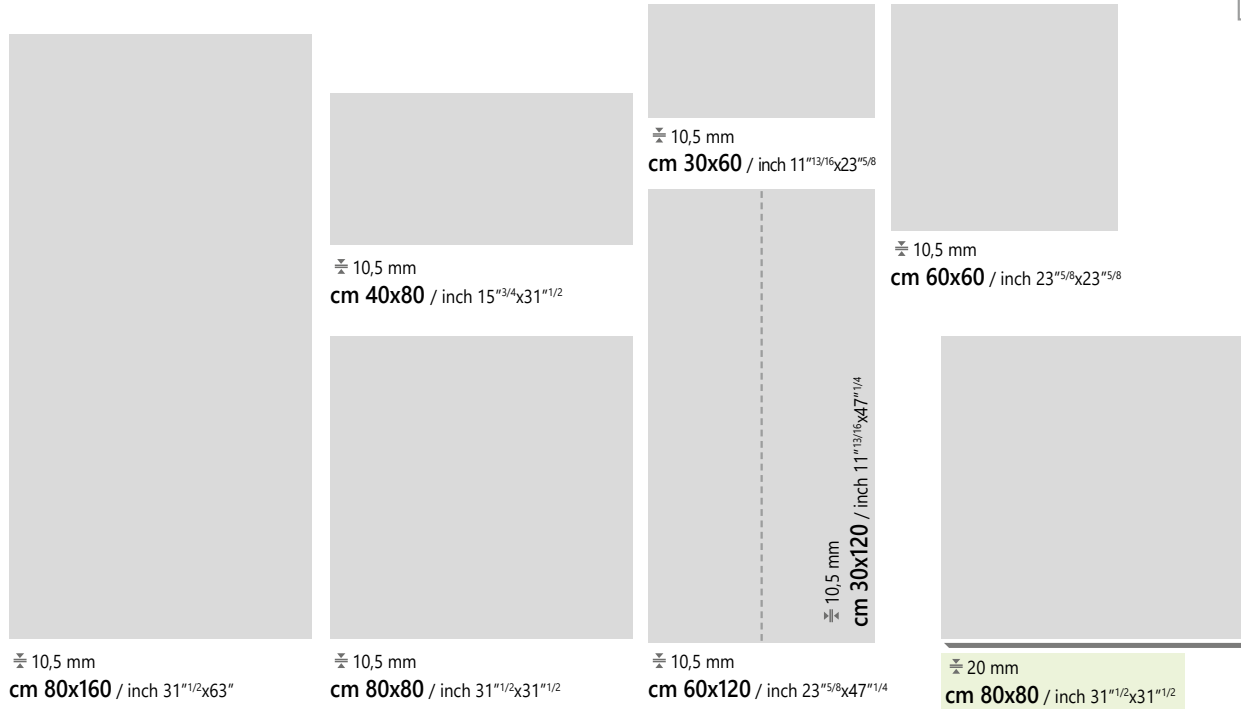 10,5 mm
cm 80x160 / inch 31"1/2x63"
10,5 mm
cm 40x80 / inch 15"3/4x31"1/2
10,5 mm
cm 80x80 / inch 31"1/2x31"1/2
10,5 mm
cm 30x60 / inch 11"13/16x23"5/8
10,5 mm
cm 30x120 / inch 11"13/16x47"1/4
10,5 mm
cm 60x120 / inch 23"5/8x47"1/4
10,5 mm
cm 60x60 / inch 23"5/8x23"5/8
20 mm
cm 80x80 / inch 31"1/2x31"1/2